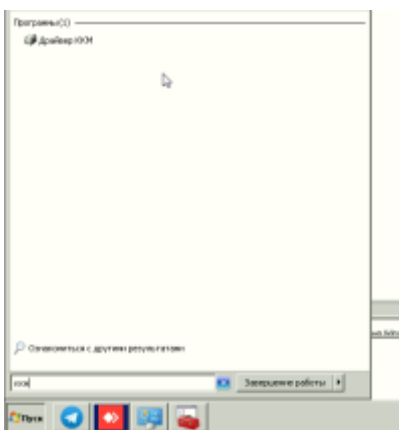 Программы (1)
Драйвер ККМ
Ознакомиться с другими результатами
ккм
Завершение работы
Пуск